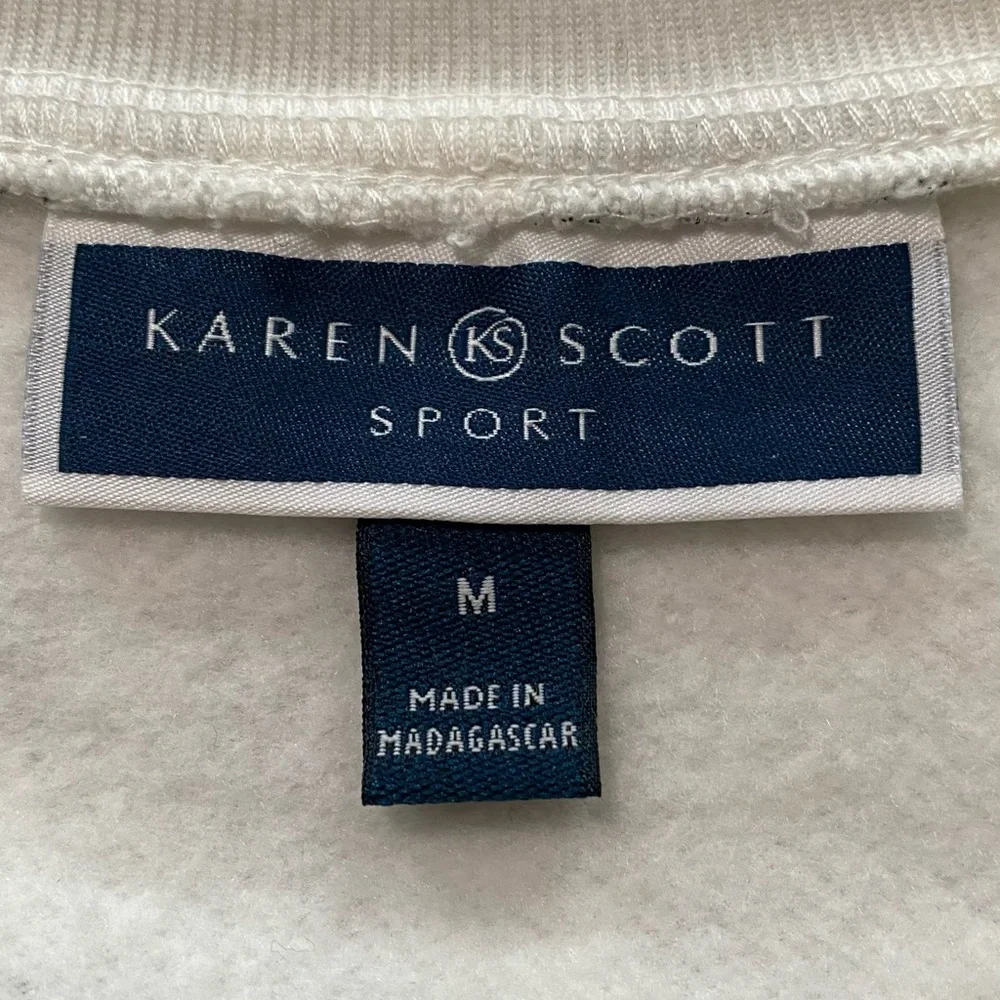 KAREN KS SCOTT
SPORT
M
MADE IN
MADAGASCAR